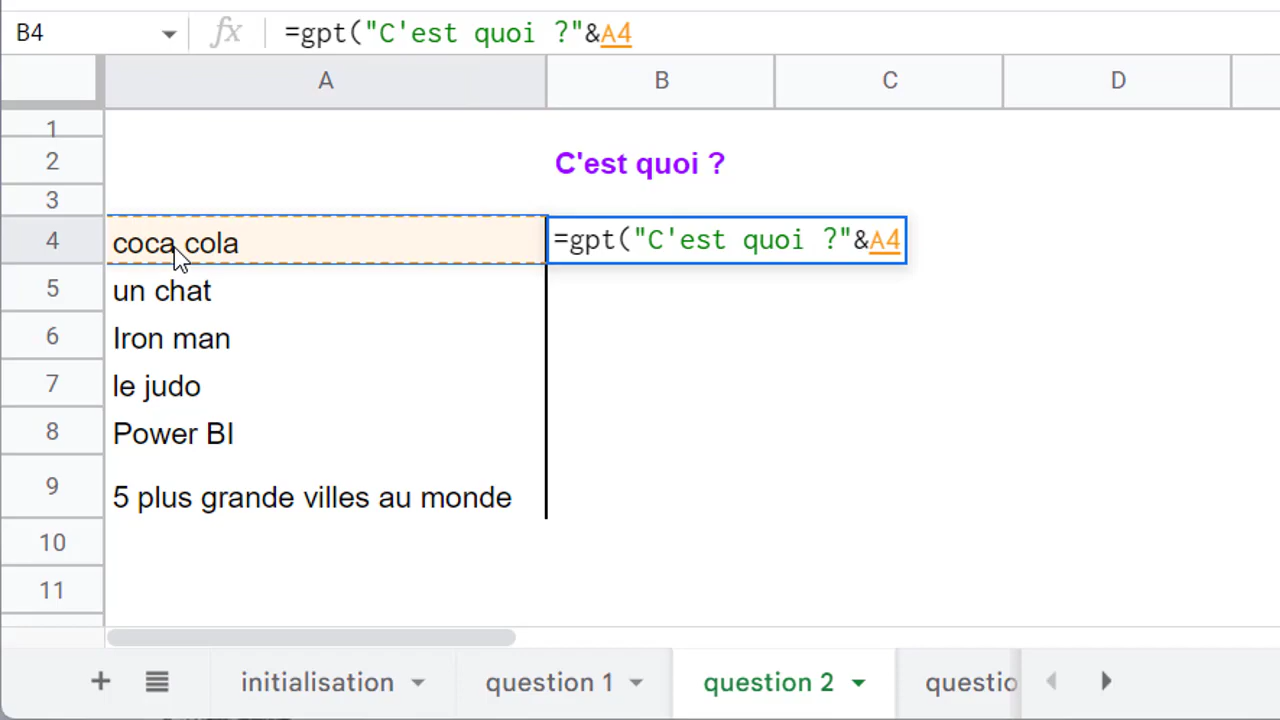 B4 fx =gpt("C'est quoi ?"&A4
A B C D
1
2 C'est quoi ?
3
4 coca cola =gpt("C'est quoi ?"&A4
5 un chat
6 Iron man
7 le judo
8 Power BI
9 5 plus grande villes au monde
10
11
+ initialisation question 1 question 2 questio